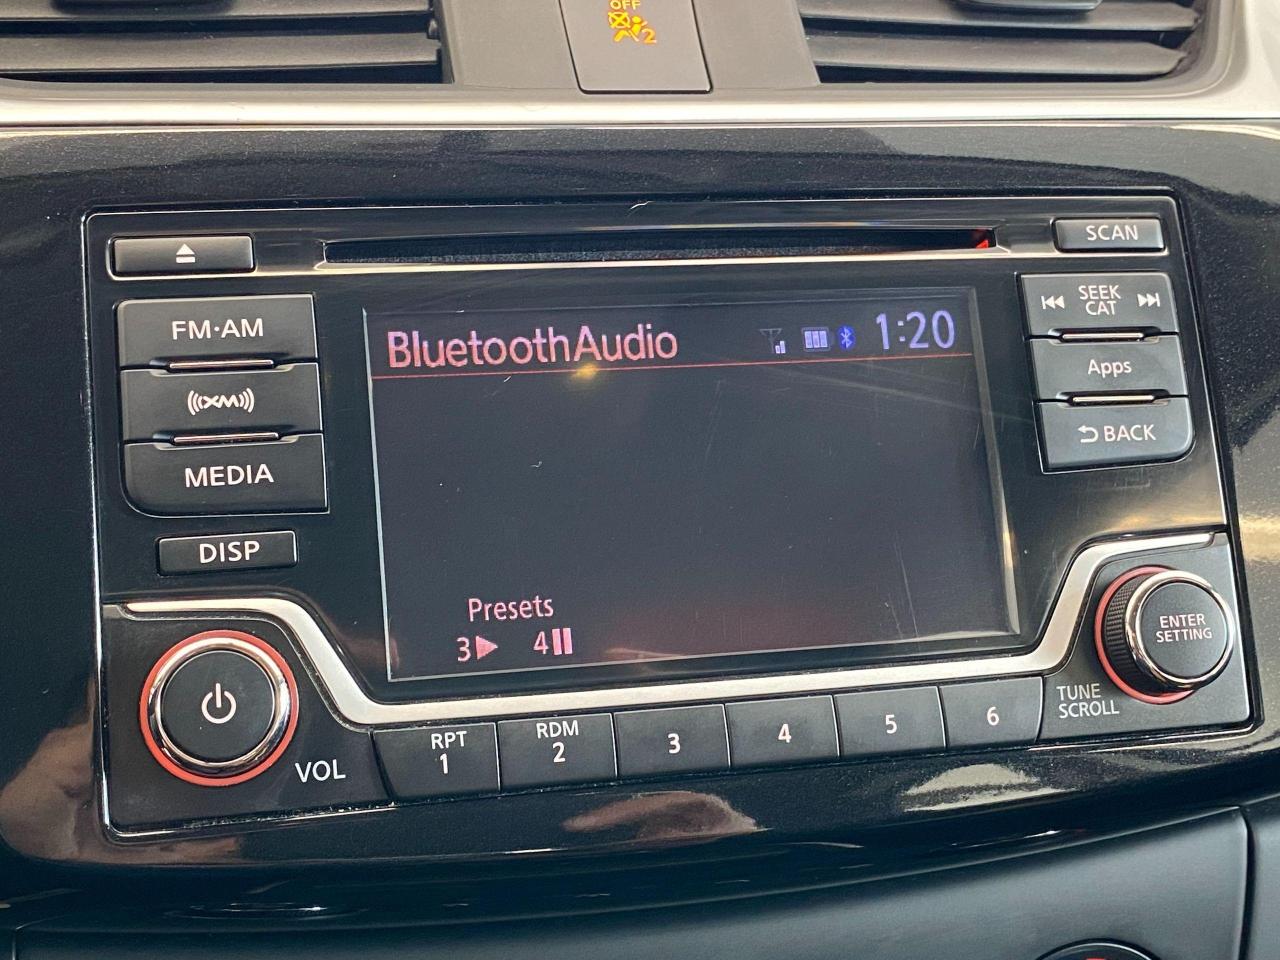 OFF
2
SCAN
FM·AM
XM
MEDIA
DISP
BluetoothAudio
1:20
SEEK
CAT
Apps
BACK
Presets
3 4
ENTER
SETTING
TUNE
SCROLL
VOL
RPT
1
RDM
2
3
4
5
6